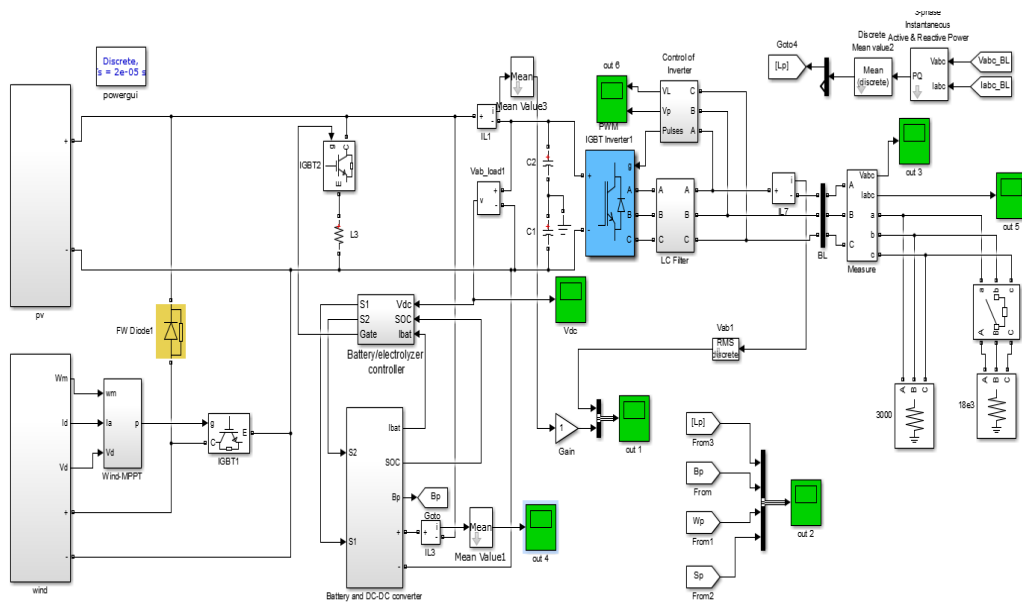 Discrete,
s = 2e-05 s
powergui
+
-
pv
IGBT2
g
C
E
L3
FW Diode1
Wm
Id
Vd
+
-
wind
wm
Ia
Vd
p
Wind-MPPT
g
C
E
IGBT1
i
+
-
IL1
Mean
Mean Value3
Vab_load1
+
v
-
C2
C1
S1
S2
Gate
Vdc
SOC
Ibat
Battery/electrolyzer
controller
Vdc
S2
S1
Ibat
SOC
Bp
+
-
Battery and DC-DC converter
Bp
Goto
+
i
-
IL3
Mean
Mean Value1
out 4
out 6
PWM
Control of
Inverter
VL
Vp
Pulses
C
B
A
IGBT Inverter1
g
+
-
A
B
C
A
B
C
A
B
C
LC Filter
i
+
-
IL7
BL
Vab1
RMS
discrete
1
Gain
out 1
Goto4
[Lp]
Discrete
Mean value2
Mean
(discrete)
3-phase
Instantaneous
Active & Reactive Power
PQ
Vabc
Iabc
Vabc_BL
Iabc_BL
out 3
out 5
A
B
C
Vabc
Iabc
a
b
c
Measure
a
b
c
A
B
C
A
B
C
3000
A
B
C
18e3
[Lp]
From3
Bp
From
Wp
From1
Sp
From2
out 2